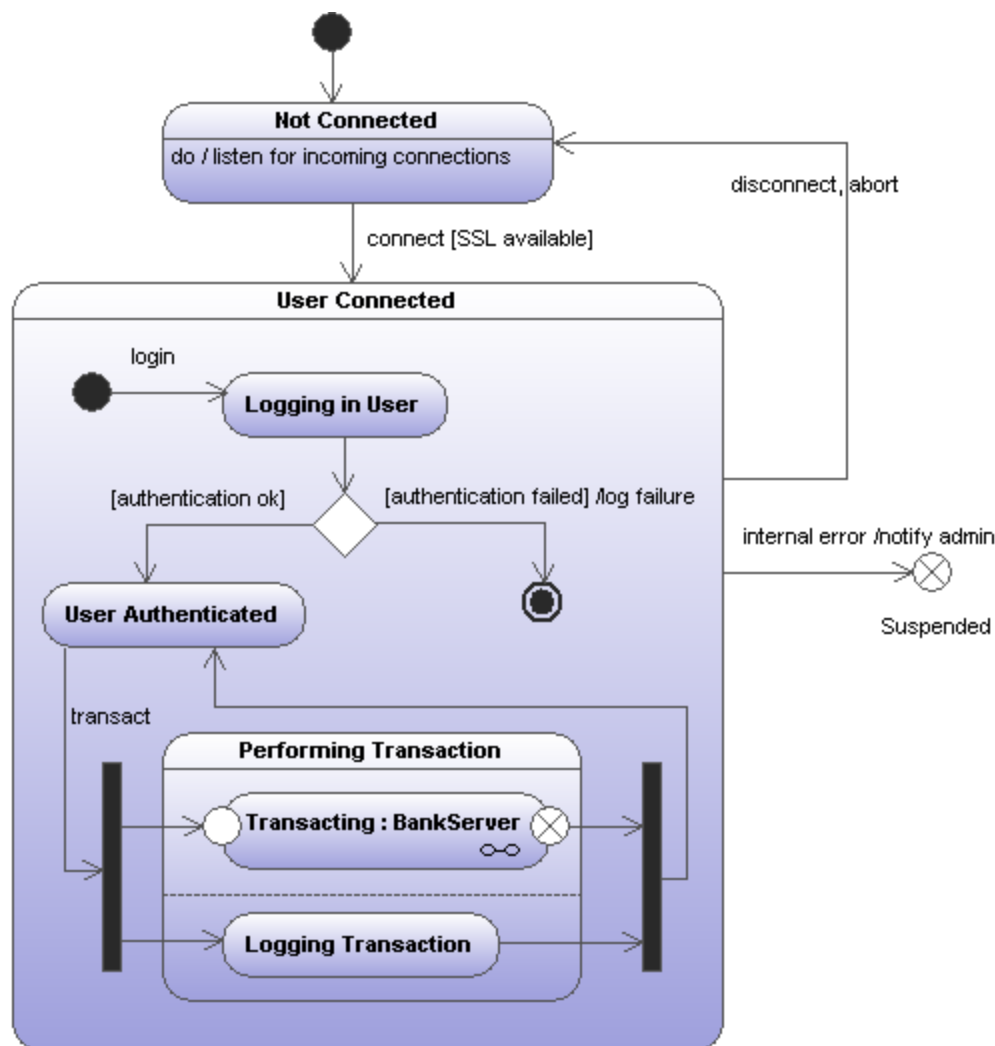 Not Connected
do / listen for incoming connections
disconnect, abort
connect [SSL available]
User Connected
login
Logging in User
[authentication ok]
[authentication failed] /log failure
internal error /notify admin
User Authenticated
Suspended
transact
Performing Transaction
Transacting : BankServer
Logging Transaction